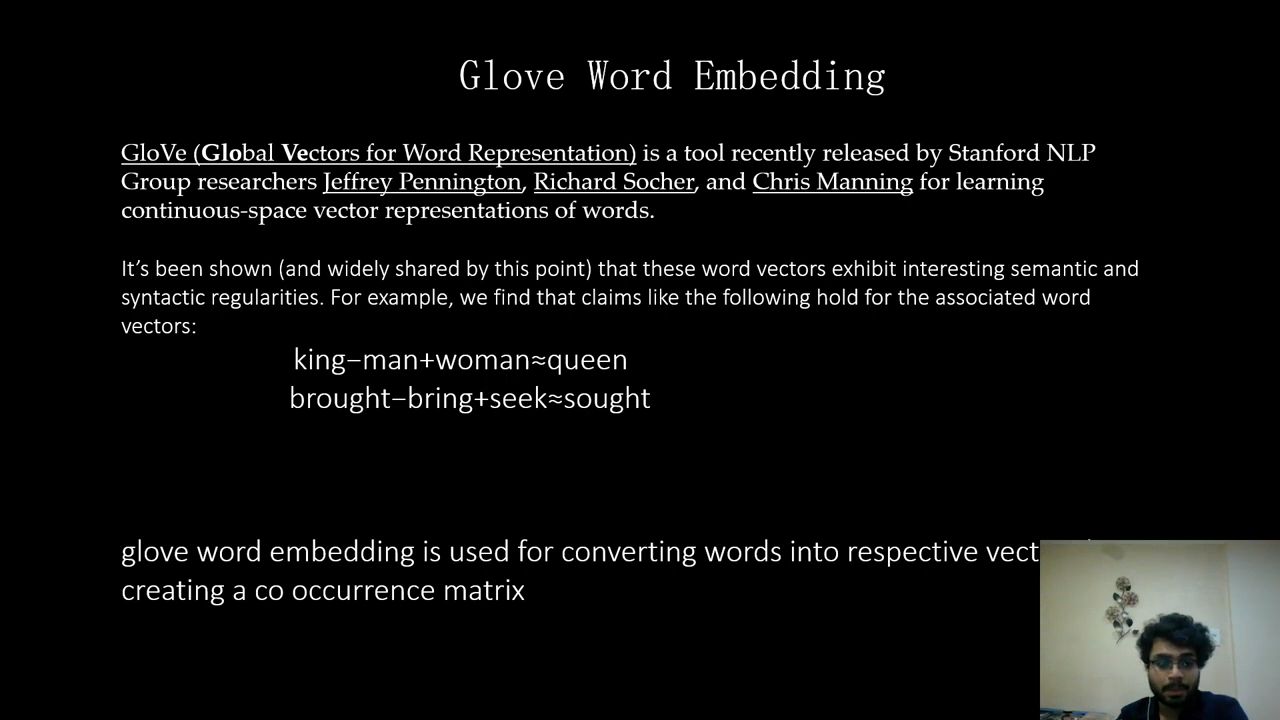 Glove Word Embedding
GloVe (Global Vectors for Word Representation) is a tool recently released by Stanford NLP
Group researchers Jeffrey Pennington, Richard Socher, and Chris Manning for learning
continuous-space vector representations of words.
It’s been shown (and widely shared by this point) that these word vectors exhibit interesting semantic and
syntactic regularities. For example, we find that claims like the following hold for the associated word
vectors:
king−man+woman≈queen
brought−bring+seek≈sought
glove word embedding is used for converting words into respective
creating a co occurrence matrix